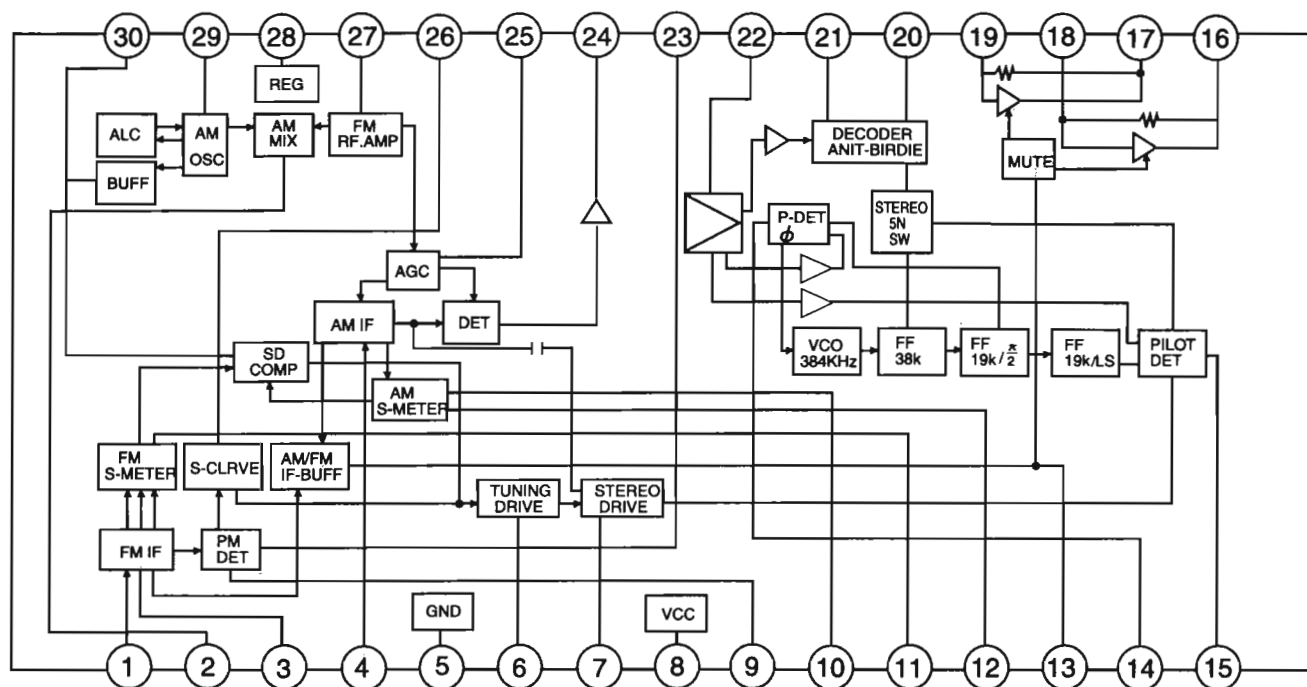 30 29 28 27 26 25 24 23 22 21 20 19 18 17 16
REG
ALC
AM
OSC
AM
MIX
FM
RF.AMP
DECODER
ANIT-BIRDIE
MUTE
BUFF
STEREO
5N
SW
P-DET
ϕ
AGC
AM IF
DET
VCO
384KHz
FF
38k
FF
19k/π/2
FF
19k/LS
PILOT
DET
SD
COMP
AM
S-METER
FM
S-METER
S-CLRVE
AM/FM
IF-BUFF
TUNING
DRIVE
STEREO
DRIVE
FM IF
PM
DET
GND
VCC
1 2 3 4 5 6 7 8 9 10 11 12 13 14 15